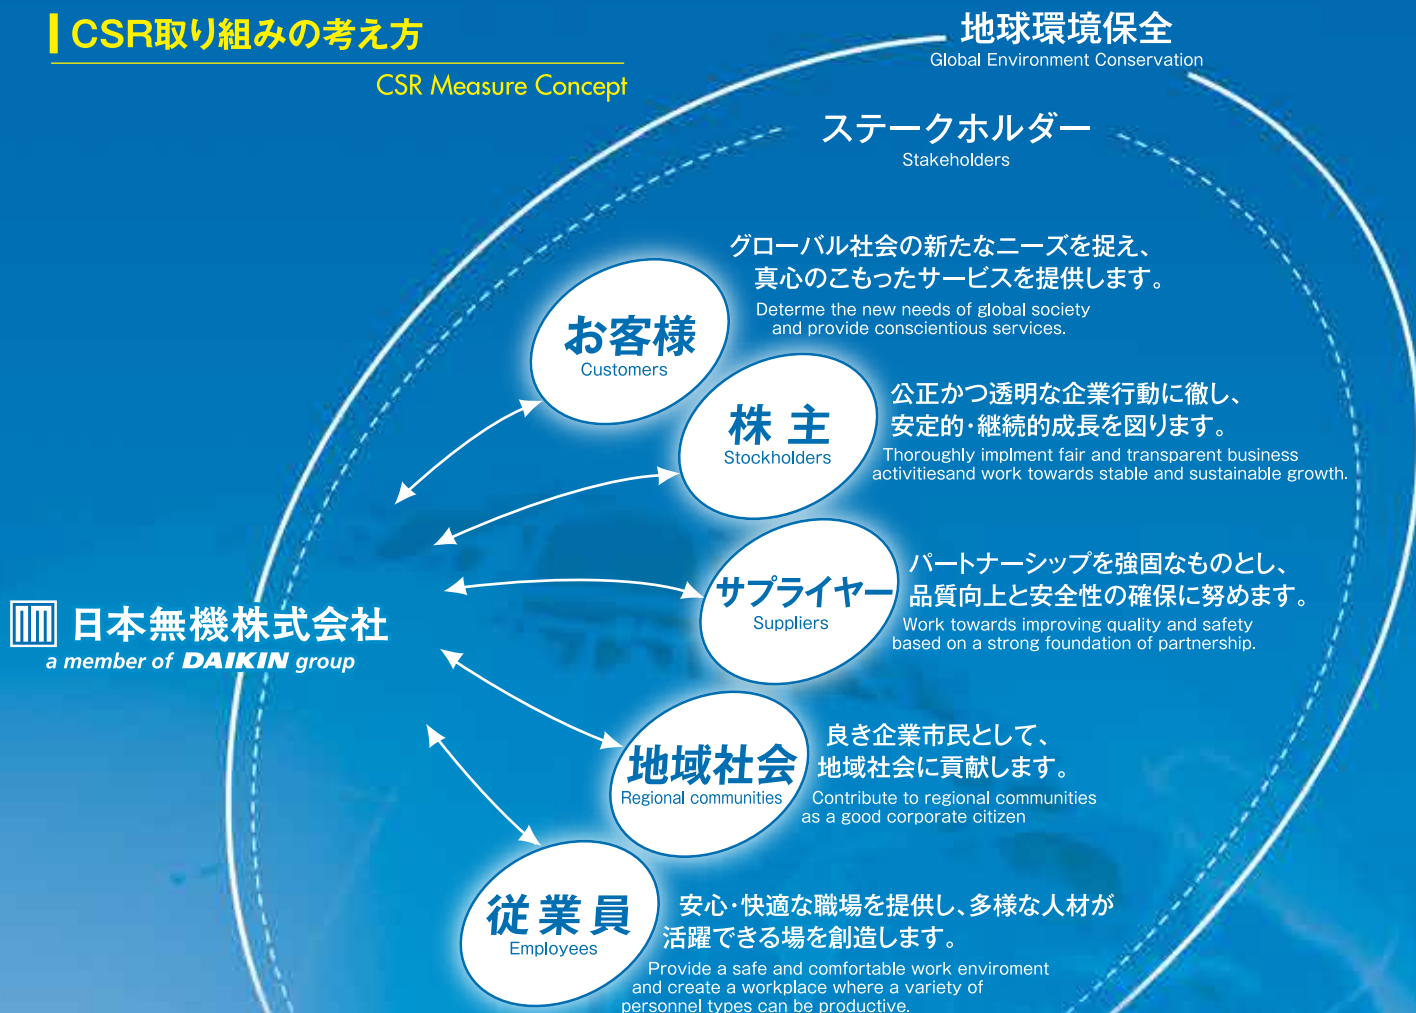 CSR取り組みの考え方
CSR Measure Concept
地球環境保全
Global Environment Conservation
ステークホルダー
Stakeholders
グローバル社会の新たなニーズを捉え、
真心のこもったサービスを提供します。
Determe the new needs of global society
and provide conscientious services.
お客様
Customers
公正かつ透明な企業行動に徹し、
安定的・継続的成長を図ります。
Thoroughly implment fair and transparent business
activitiesand work towards stable and sustainable growth.
株主
Stockholders
パートナーシップを強固なものとし、
品質向上と安全性の確保に努めます。
Work towards improving quality and safety
based on a strong foundation of partnership.
サプライヤー
Suppliers
日本無機株式会社
a member of DAIKIN group
良き企業市民として、
地域社会に貢献します。
Contribute to regional communities
as a good corporate citizen
地域社会
Regional communities
従業員
Employees
安心・快適な職場を提供し、多様な人材が
活躍できる場を創造します。
Provide a safe and comfortable work enviroment
and create a workplace where a variety of
personnel types can be productive.